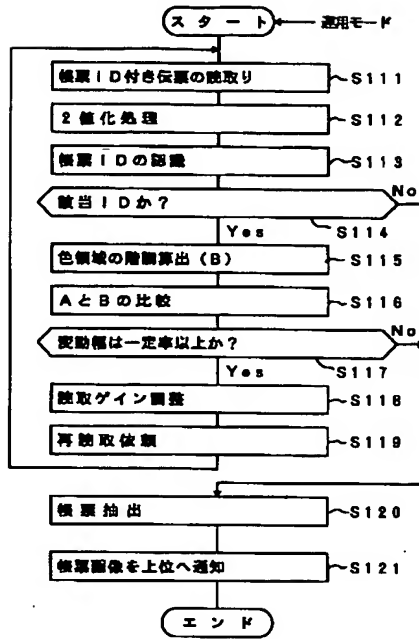 スタート
運用モード
帳票ID付き伝票の読取り
S111
2値化処理
S112
帳票IDの認識
S113
該当IDか?
No
S114
Yes
色領域の階調算出(B)
S115
AとBの比較
S116
変動幅は一定率以上か?
No
S117
Yes
読取ゲイン調整
S118
再読取依頼
S119
帳票抽出
S120
帳票画像を上位へ通知
S121
エンド